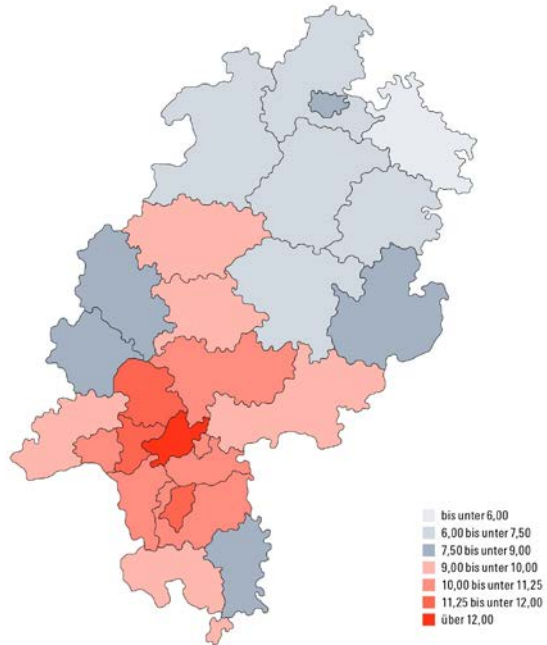 bis unter 6,00
6,00 bis unter 7,50
7,50 bis unter 9,00
9,00 bis unter 10,00
10,00 bis unter 11,25
11,25 bis unter 12,00
über 12,00